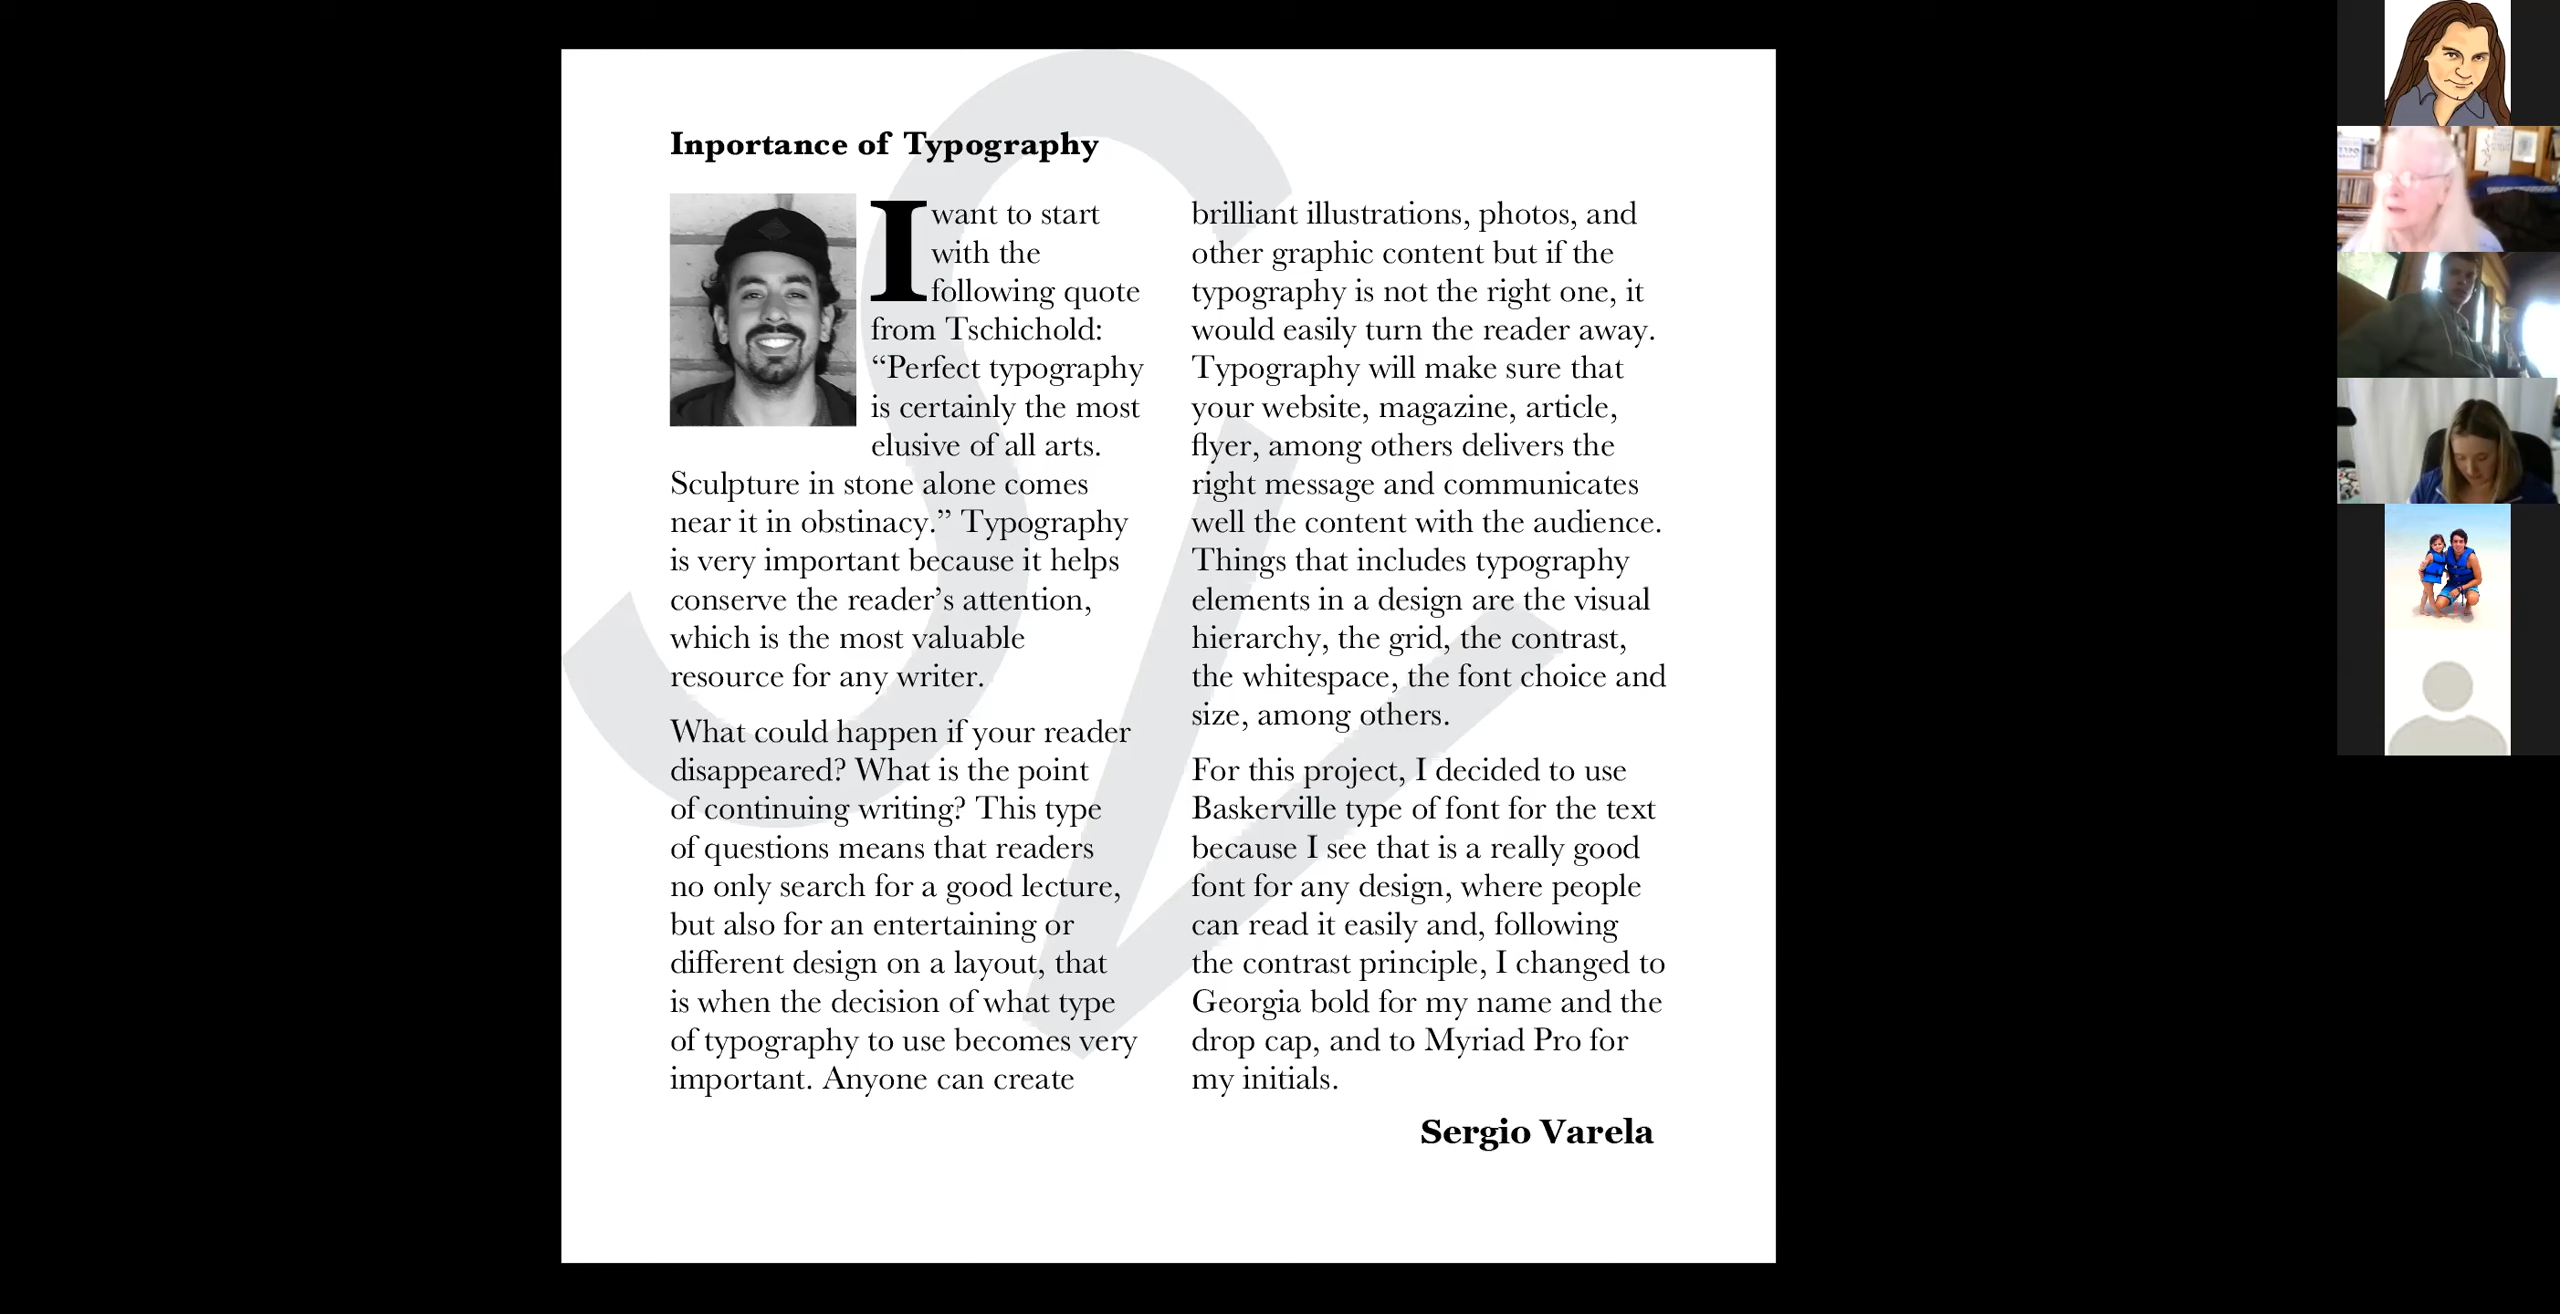 Inportance of Typography
I want to start
with the
following quote
from Tschichold:
“Perfect typography
is certainly the most
elusive of all arts.
Sculpture in stone alone comes
near it in obstinacy.” Typography
is very important because it helps
conserve the reader’s attention,
which is the most valuable
resource for any writer.
What could happen if your reader
disappeared? What is the point
of continuing writing? This type
of questions means that readers
no only search for a good lecture,
but also for an entertaining or
different design on a layout, that
is when the decision of what type
of typography to use becomes very
important. Anyone can create
brilliant illustrations, photos, and
other graphic content but if the
typography is not the right one, it
would easily turn the reader away.
Typography will make sure that
your website, magazine, article,
flyer, among others delivers the
right message and communicates
well the content with the audience.
Things that includes typography
elements in a design are the visual
hierarchy, the grid, the contrast,
the whitespace, the font choice and
size, among others.
For this project, I decided to use
Baskerville type of font for the text
because I see that is a really good
font for any design, where people
can read it easily and, following
the contrast principle, I changed to
Georgia bold for my name and the
drop cap, and to Myriad Pro for
my initials.
Sergio Varela
SV